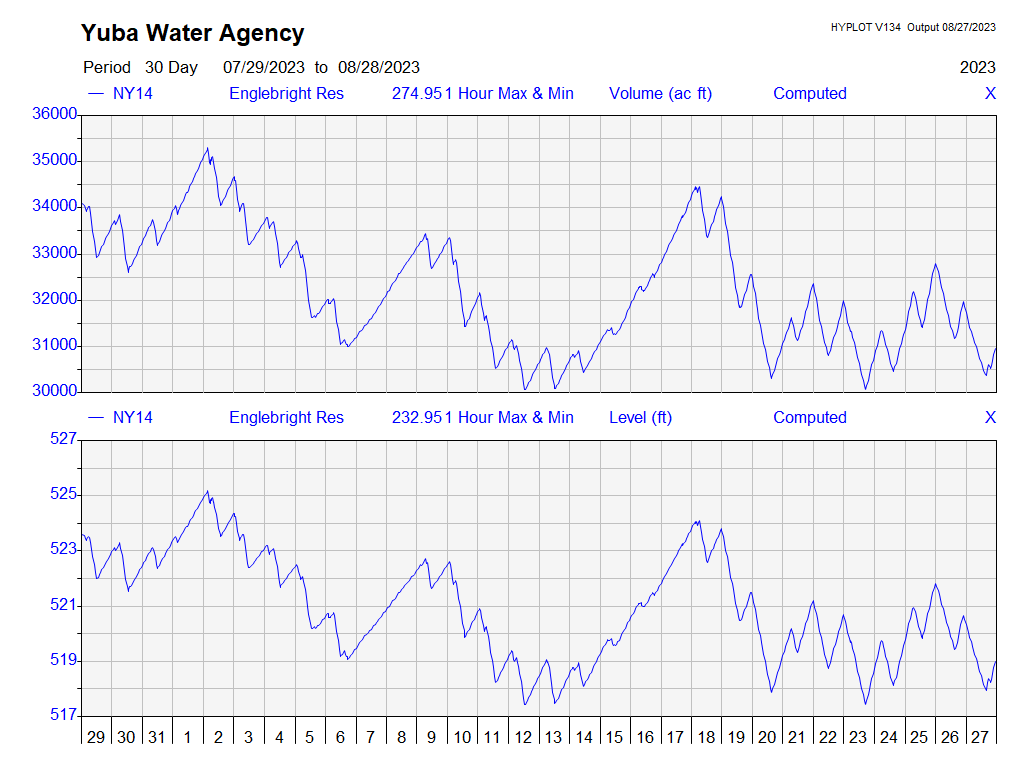 Yuba Water Agency
HYPLOT V134 Output 08/27/2023
Period 30 Day 07/29/2023 to 08/28/2023
2023
NY14 Englebright Res 274.951 Hour Max & Min Volume (ac ft) Computed X
36000
35000
34000
33000
32000
31000
30000
NY14 Englebright Res 232.951 Hour Max & Min Level (ft) Computed X
527
525
523
521
519
517
29 30 31 1 2 3 4 5 6 7 8 9 10 11 12 13 14 15 16 17 18 19 20 21 22 23 24 25 26 27